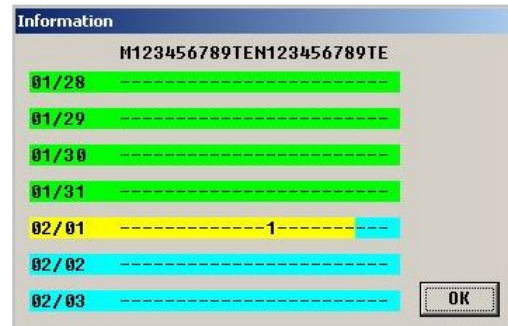 Information
M123456789TEN123456789TE
01/28 ------------------------
01/29 ------------------------
01/30 ------------------------
01/31 ------------------------
02/01 -------------1----------
02/02 ------------------------
02/03 ------------------------
OK